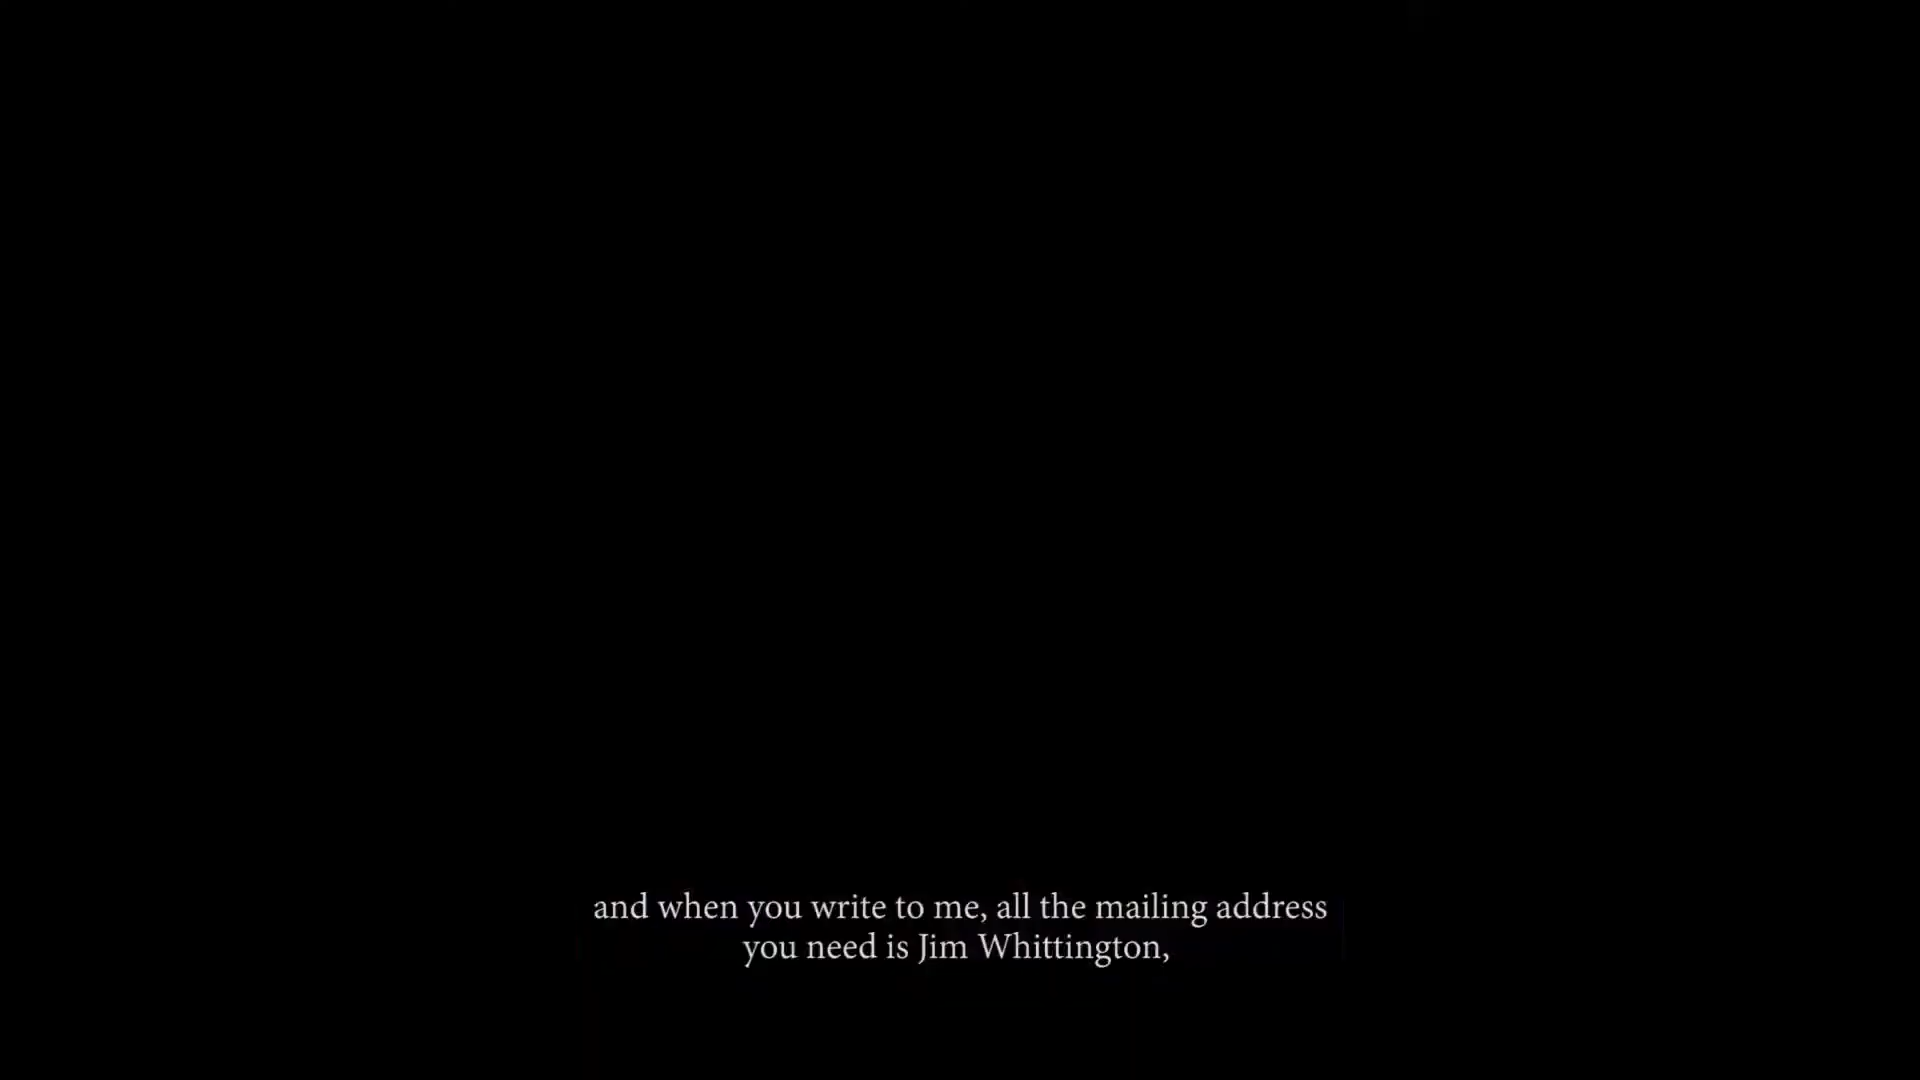 and when you write to me, all the mailing address
you need is Jim Whittington,